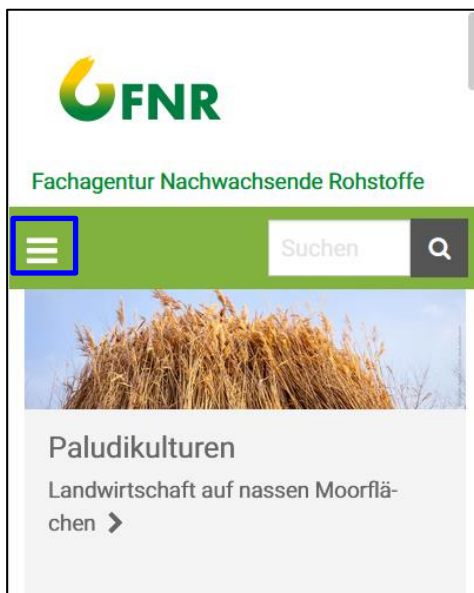 FNR
Fachagentur Nachwachsende Rohstoffe
Suchen
Paludikulturen
Landwirtschaft auf nassen Moorflä-
chen